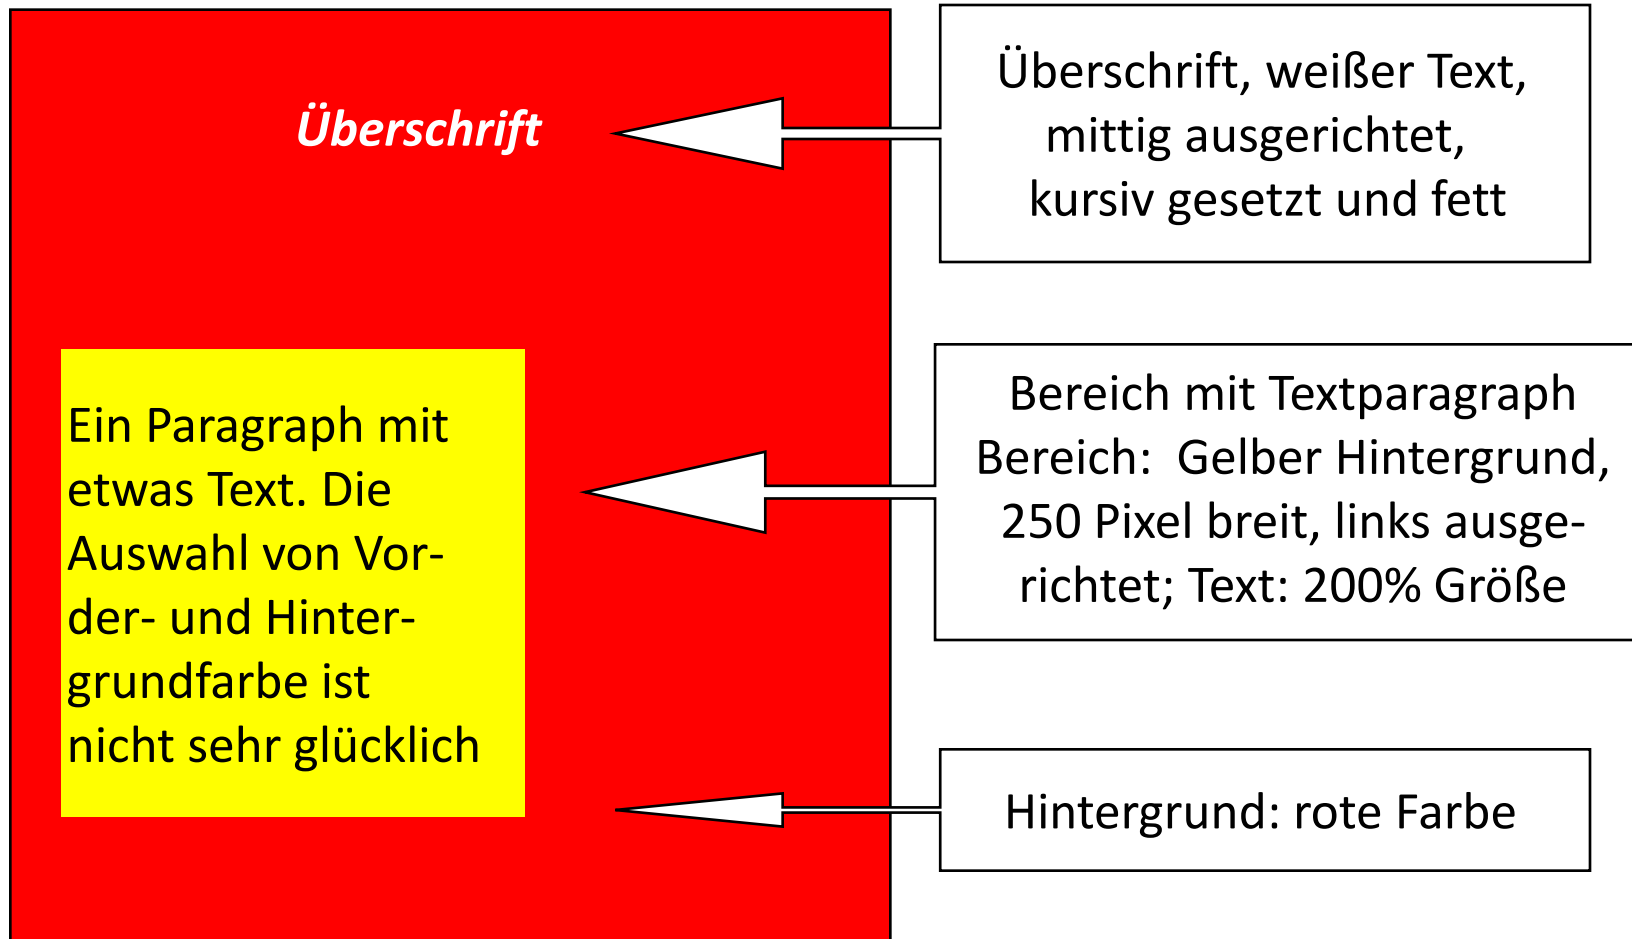 Überschrift
Überschrift, weißer Text,
mittig ausgerichtet,
kursiv gesetzt und fett
Ein Paragraph mit
etwas Text. Die
Auswahl von Vor-
der- und Hinter-
grundfarbe ist
nicht sehr glücklich
Bereich mit Textparagraph
Bereich:  Gelber Hintergrund,
250 Pixel breit, links ausge-
richtet; Text: 200% Größe
Hintergrund: rote Farbe